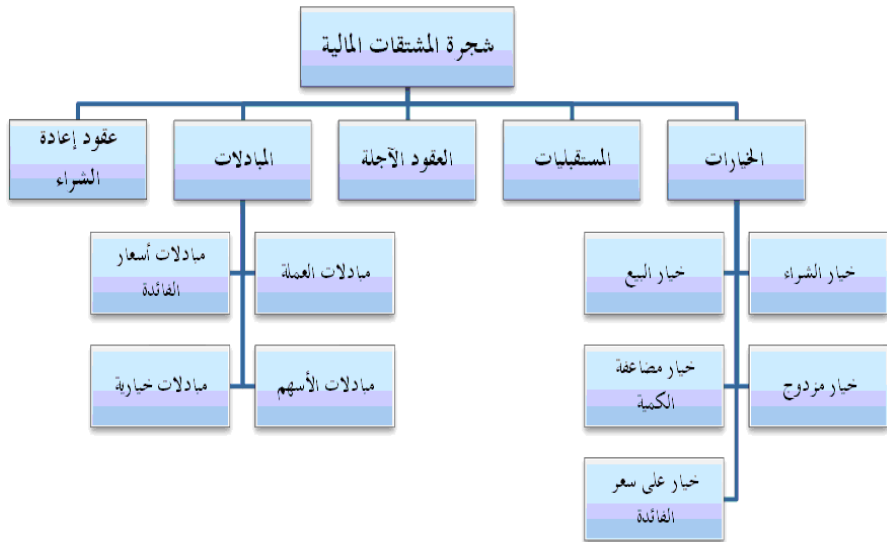 شجرة المشتقات المالية
الخيارات
المستقبليات
العقود الآجلة
المبادلات
عقود إعادة
الشراء
خيار الشراء
خيار البيع
خيار مزدوج
خيار مضاعفة
الكمية
خيار على سعر
الفائدة
مبادلات العملة
مبادلات أسعار
الفائدة
مبادلات الأسهم
مبادلات خيارية